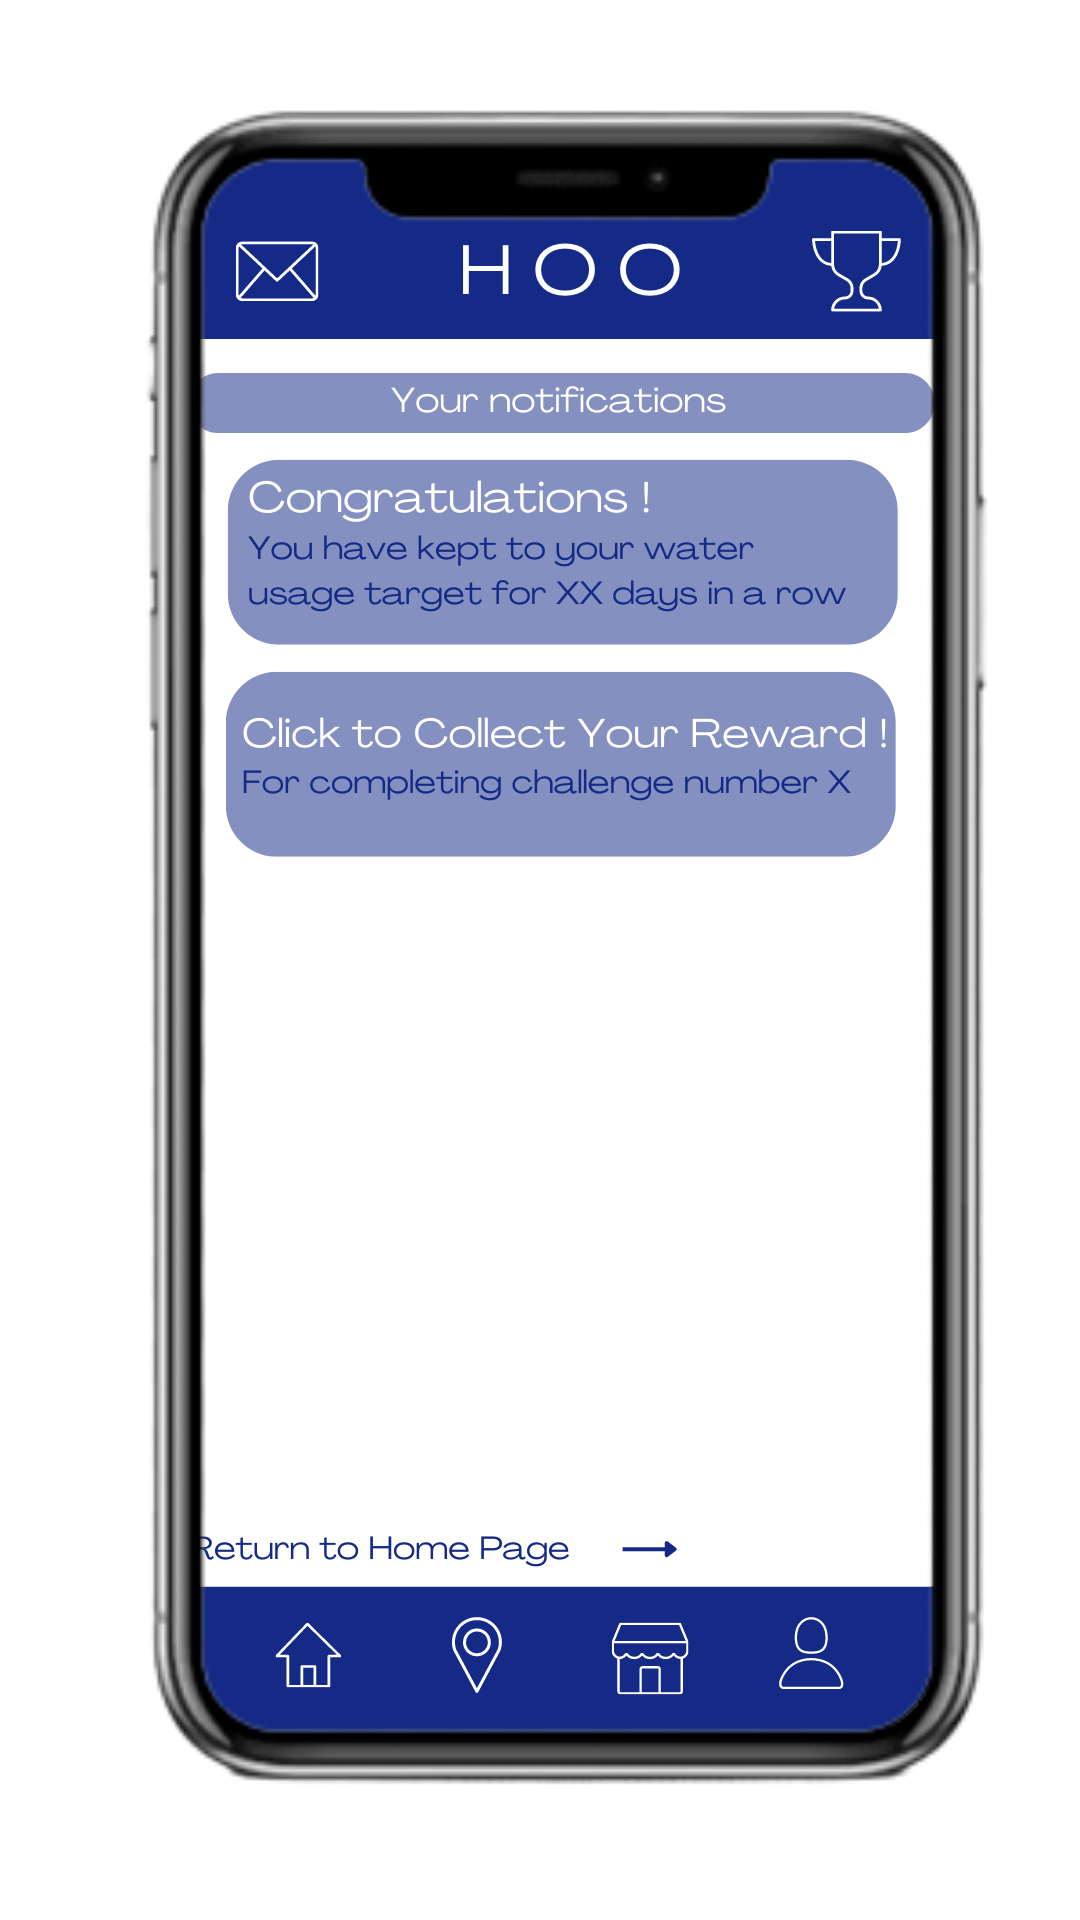 HOO
Your notifications
Congratulations !
You have kept to your water
usage target for XX days in a row
Click to Collect Your Reward !
For completing challenge number X
Return to Home Page